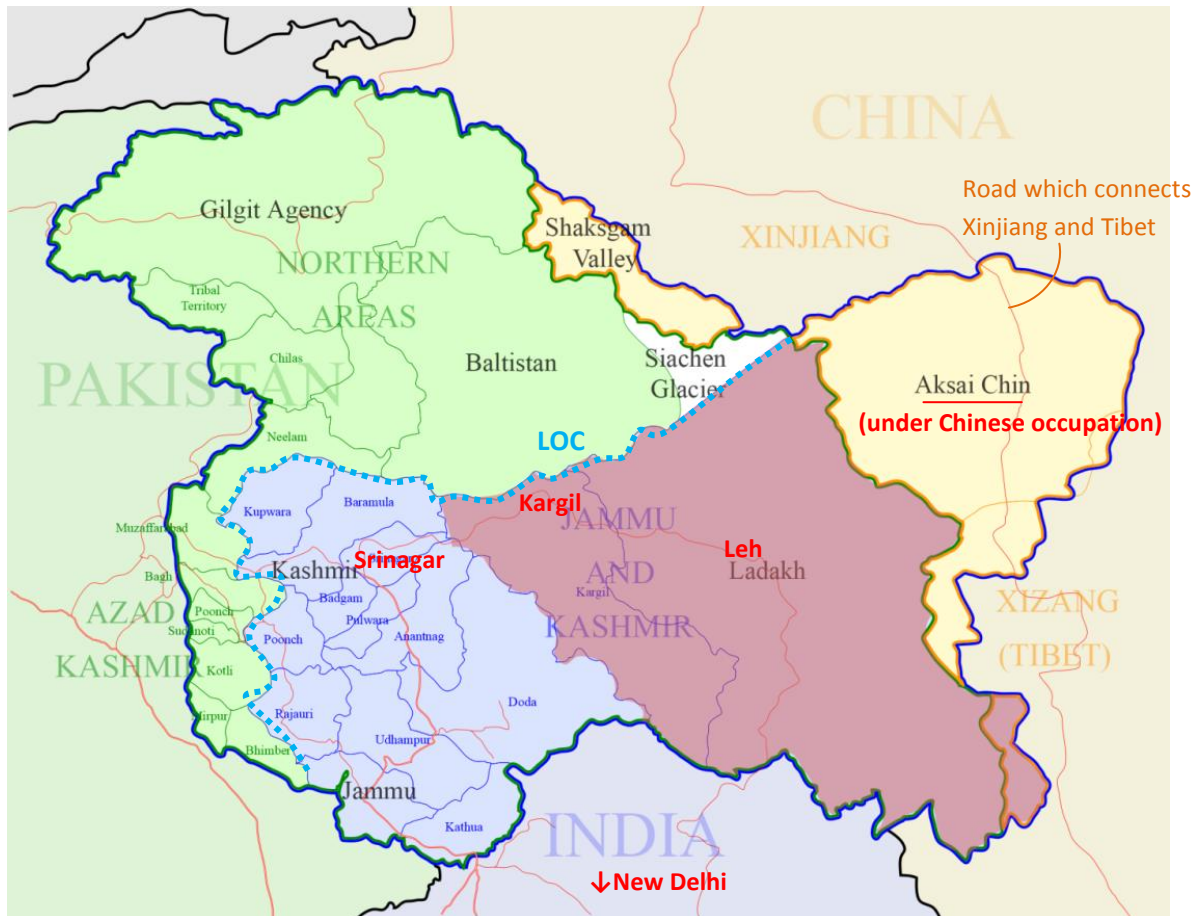 CHINA
Road which connects
Xinjiang and Tibet
Gilgit Agency
Shaksgam
Valley
XINJIANG
NORTHERN
AREAS
Tribal
Territory
PAKISTAN
Chilas
Baltistan
Siachen
Glacier
Aksai Chin
(under Chinese occupation)
Neelam
LOC
Kupwara
Baramula
Kargil
JAMMU
AND
KASHMIR
Muzaffarabad
Srinagar
Leh
Ladakh
Kashmir
Bagh
Badgam
Kargil
AZAD
KASHMIR
Poonch
Pulwara
XIZANG
(TIBET)
Poonch
Anantnag
Kotli
Mirpur
Rajauri
Doda
Bhimber
Udhampur
Jammu
Kathua
INDIA
↓New Delhi